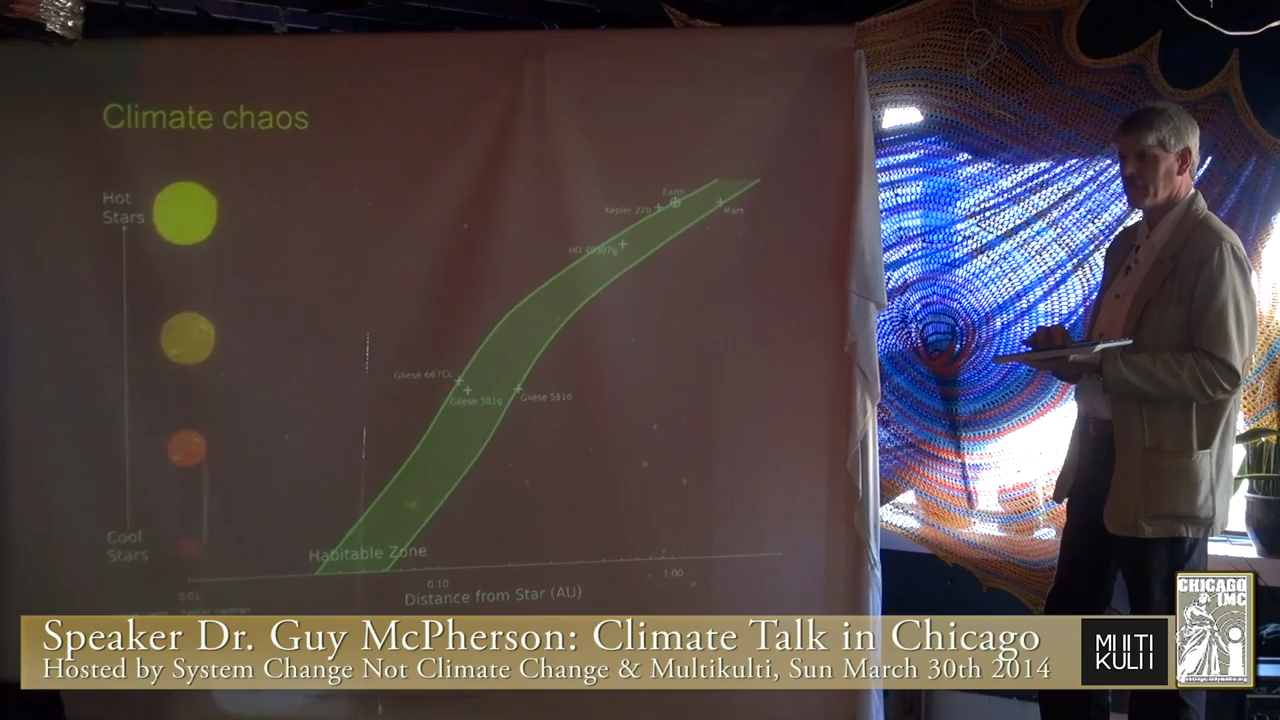 Climate chaos
Hot
Stars
Earth
Kepler 22b
Mars
Gliese 667Cc
Gliese 581g
Gliese 581d
Cool
Stars
Habitable Zone
0.01
0.10
1.00
Distance from Star (AU)
Speaker Dr. Guy McPherson: Climate Talk in Chicago
Hosted by System Change Not Climate Change & Multikulti, Sun March 30th 2014
MULTI
KULTI
CHICAGO
IMC